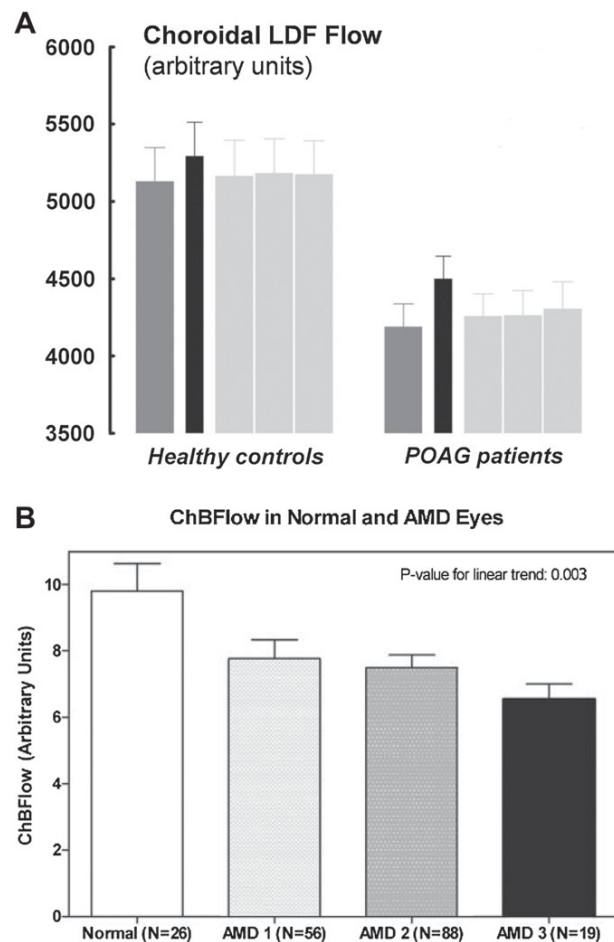 A
Choroidal LDF Flow
(arbitrary units)
6000
5500
5000
4500
4000
3500
Healthy controls
POAG patients
B
ChBFlow in Normal and AMD Eyes
P-value for linear trend: 0.003
ChBFlow (Arbitrary Units)
10
8
6
4
2
0
Normal (N=26)
AMD 1 (N=56)
AMD 2 (N=88)
AMD 3 (N=19)